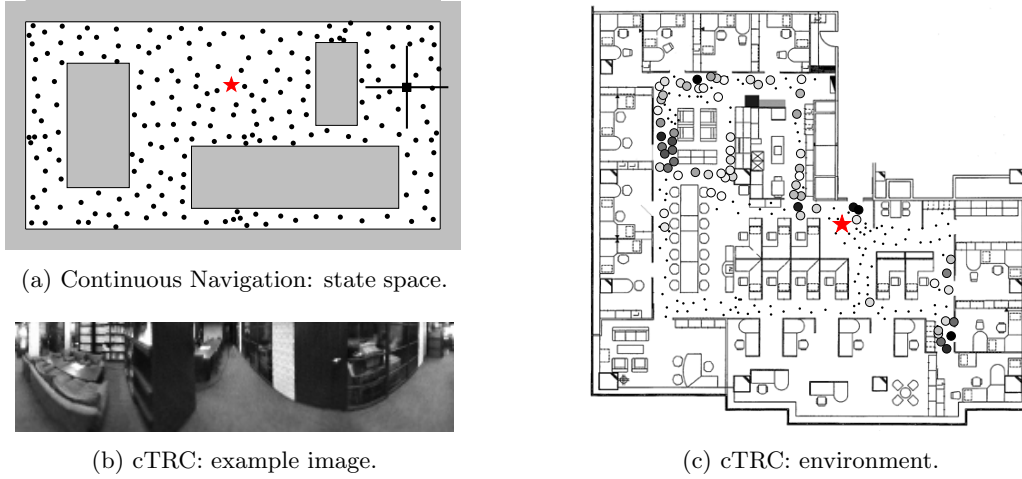 (a) Continuous Navigation: state space.
(b) cTRC: example image.
(c) cTRC: environment.